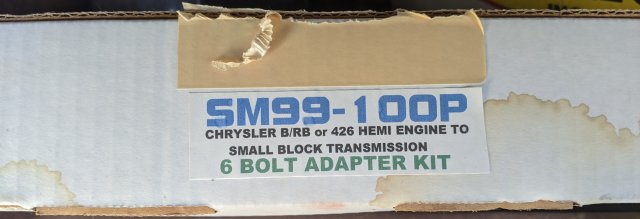 SM99-100P
CHRYSLER B/RB or 426 HEMI ENGINE TO
SMALL BLOCK TRANSMISSION
6 BOLT ADAPTER KIT